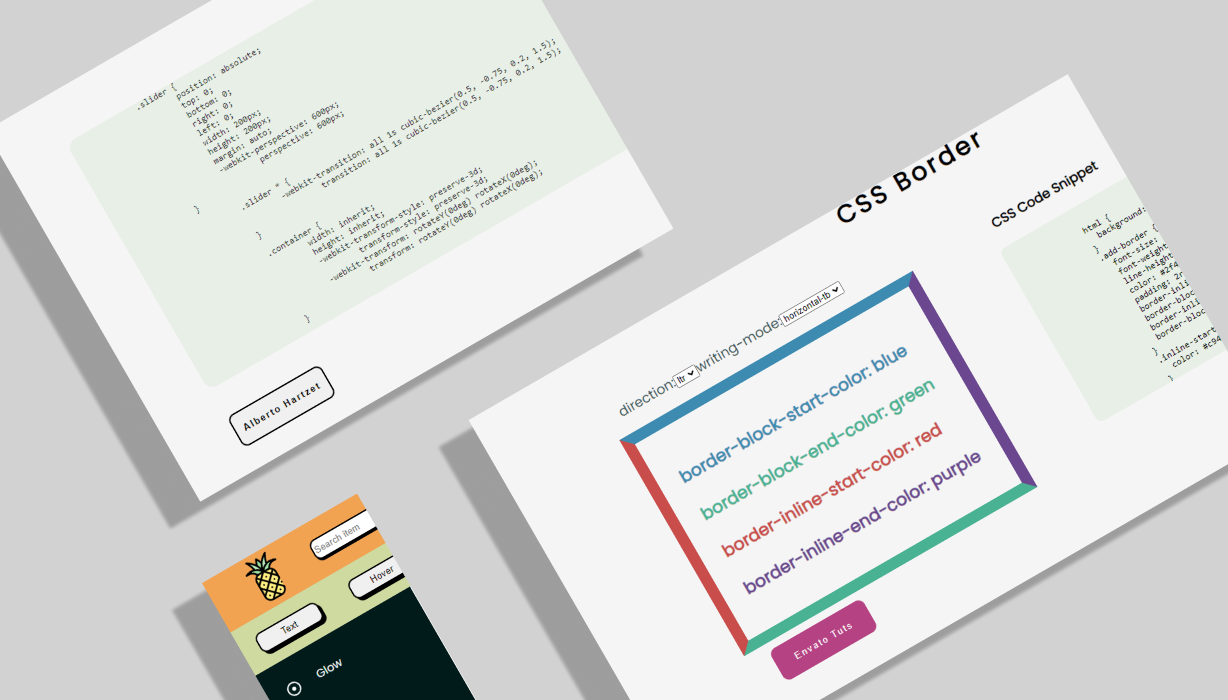 .slider {
position: absolute;
top: 0;
bottom: 0;
right: 0;
left: 0;
width: 200px;
height: 200px;
margin: auto;
-webkit-perspective: 600px;
perspective: 600px;
}
.slider * {
-webkit-transition: all 1s cubic-bezier(0.5, -0.75, 0.2, 1.5);
transition: all 1s cubic-bezier(0.5, -0.75, 0.2, 1.5);
}
.container {
width: inherit;
height: inherit;
-webkit-transform-style: preserve-3d;
transform-style: preserve-3d;
-webkit-transform: rotateY(0deg) rotateX(0deg);
transform: rotateY(0deg) rotateX(0deg);
}
Alberto Hartzet
Search item
Text
Hover
Glow
CSS Border
direction: ltr writing-mode: horizontal-tb
border-block-start-color: blue
border-block-end-color: green
border-inline-start-color: red
border-inline-end-color: purple
Envato Tuts
CSS Code Snippet
html {
background:
}
.add-border {
font-size:
font-weight
line-height
color: #2f4
padding: 2r
border-inli
border-bloc
border-inli
border-bloc
}
.inline-start
color: #c94
}